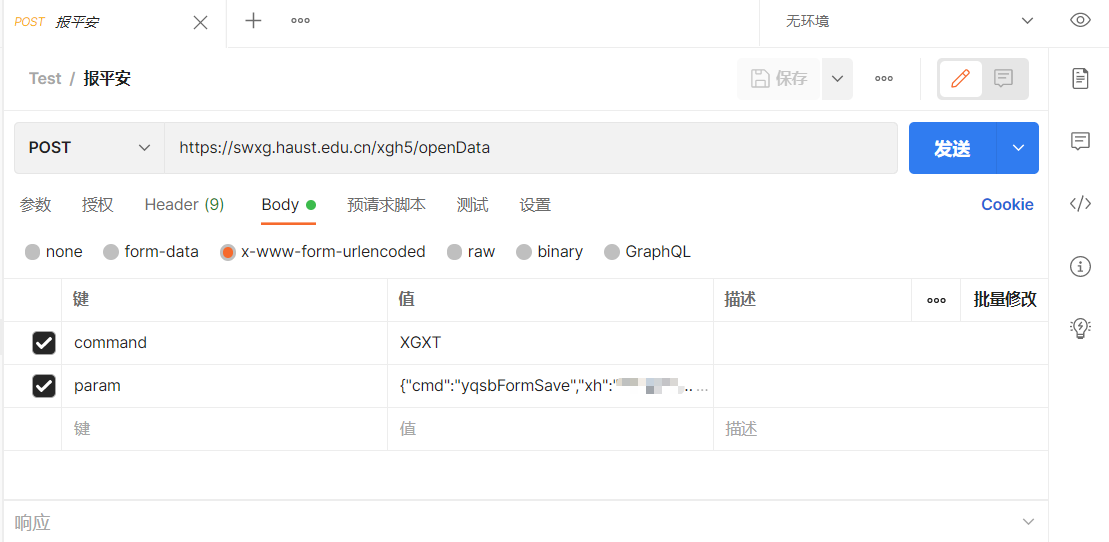 POST 报平安
无环境
Test / 报平安
保存
POST https://swxg.haust.edu.cn/xgh5/openData 发送
参数 授权 Header (9) Body 预请求脚本 测试 设置 Cookie
none form-data x-www-form-urlencoded raw binary GraphQL
键 值 描述 批量修改
command XGXT
param {"cmd":"yqsbFormSave","xh":" .. ...
键 值 描述
响应